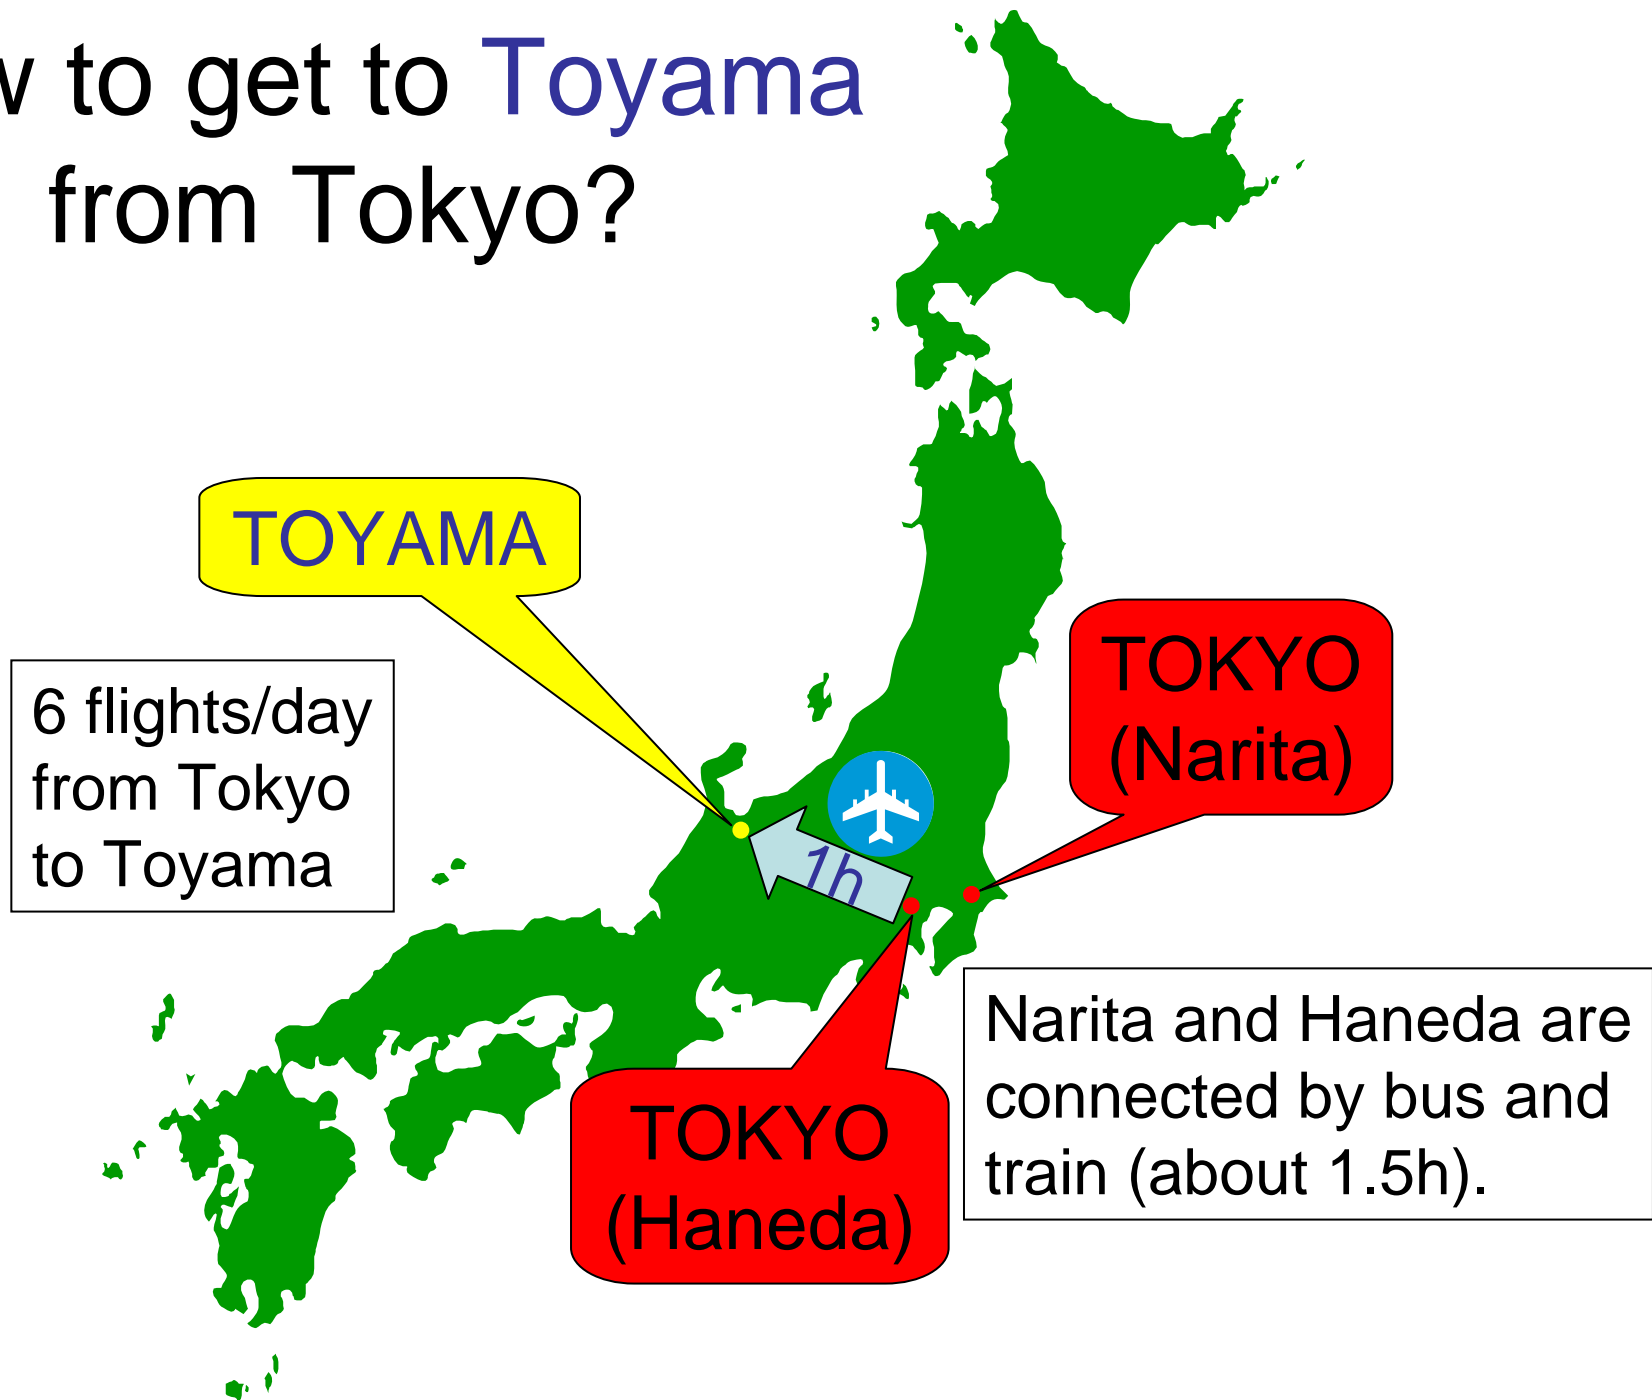 w to get to Toyama
from Tokyo?
TOYAMA
6 flights/day
from Tokyo
to Toyama
TOKYO
(Narita)
1h
Narita and Haneda are
connected by bus and
train (about 1.5h).
TOKYO
(Haneda)